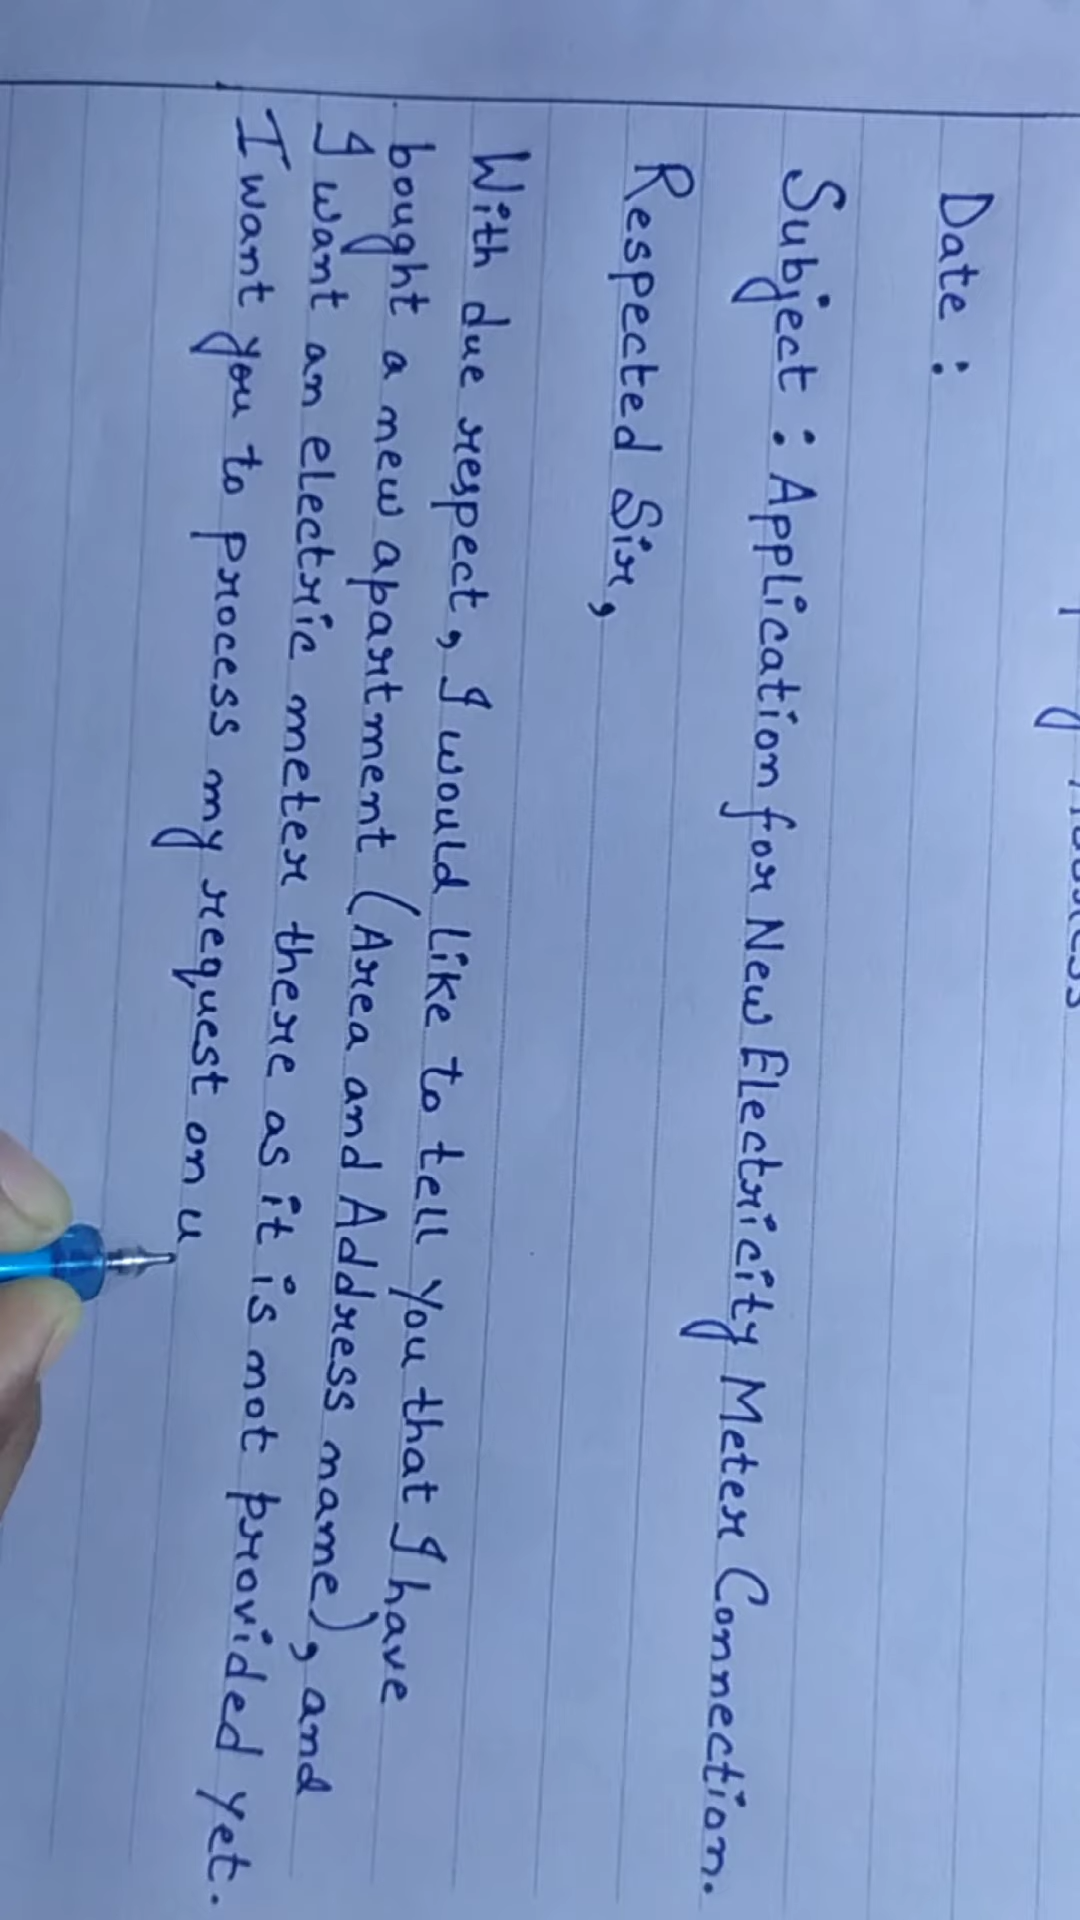 Date :
Subject : Application for New Electricity Meter Connection.
Respected Sir,
With due respect, I would like to tell you that I have
bought a new apartment (Area and Address name), and
I want an electric meter there as it is not provided yet.
I want you to process my request on u